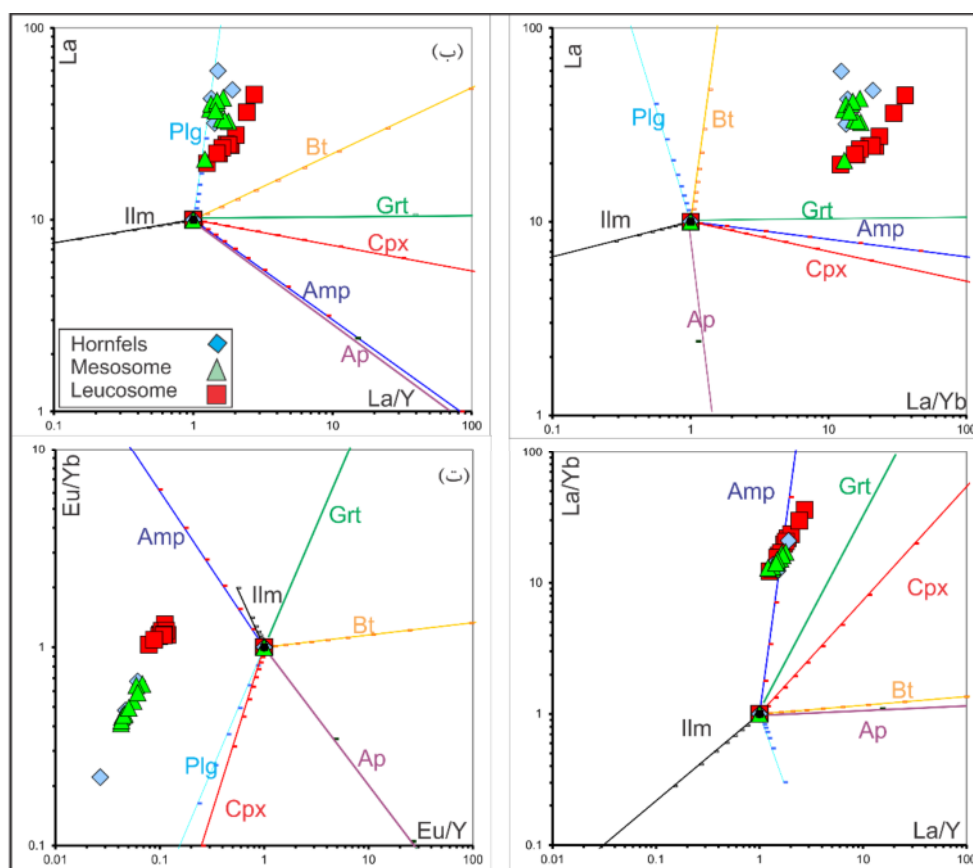 100
La
(ب)
Plg
Bt
10
Ilm
Grt
Cpx
Amp
Ap
Hornfels
Mesosome
Leucosome
1
La/Y
0.1
1
10
100
100
La
Plg
Bt
10
Ilm
Grt
Amp
Cpx
Ap
1
La/Yb
0.1
1
10
100
10
Eu/Yb
(ت)
Grt
Amp
Ilm
1
Bt
Plg
Cpx
Ap
Eu/Y
0.1
0.01
0.1
1
10
100
100
La/Yb
Amp
Grt
10
Cpx
Bt
1
Ilm
Ap
0.1
La/Y
0.01
0.1
1
10
100